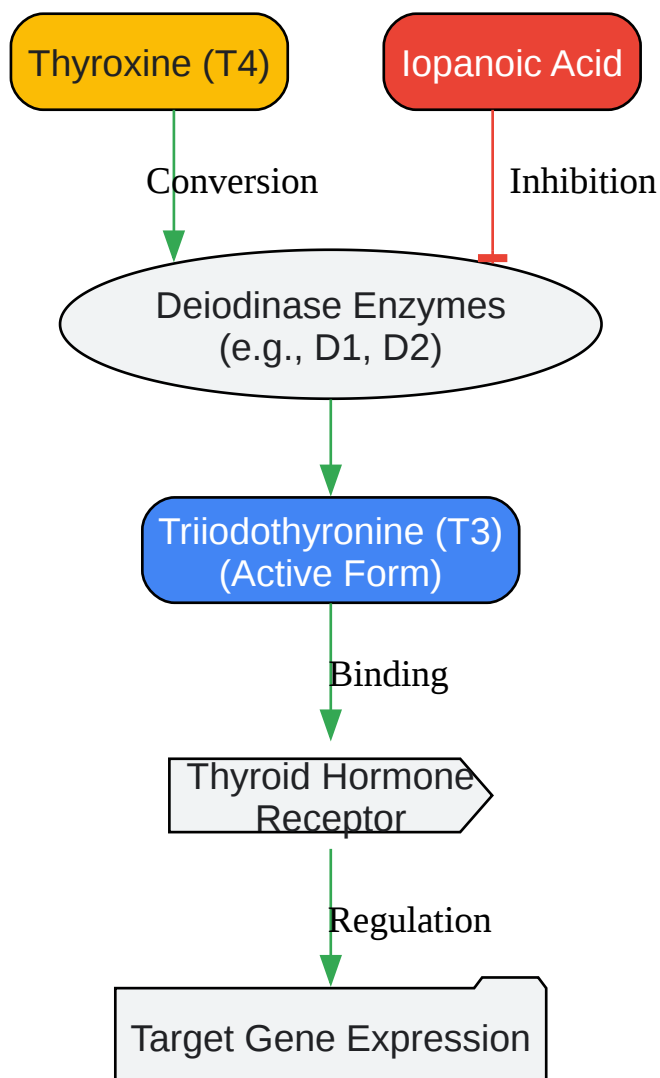 Thyroxine (T4)
Iopanoic Acid
Conversion
Inhibition
Deiodinase Enzymes
(e.g., D1, D2)
Triiodothyronine (T3)
(Active Form)
Binding
Thyroid Hormone
Receptor
Regulation
Target Gene Expression